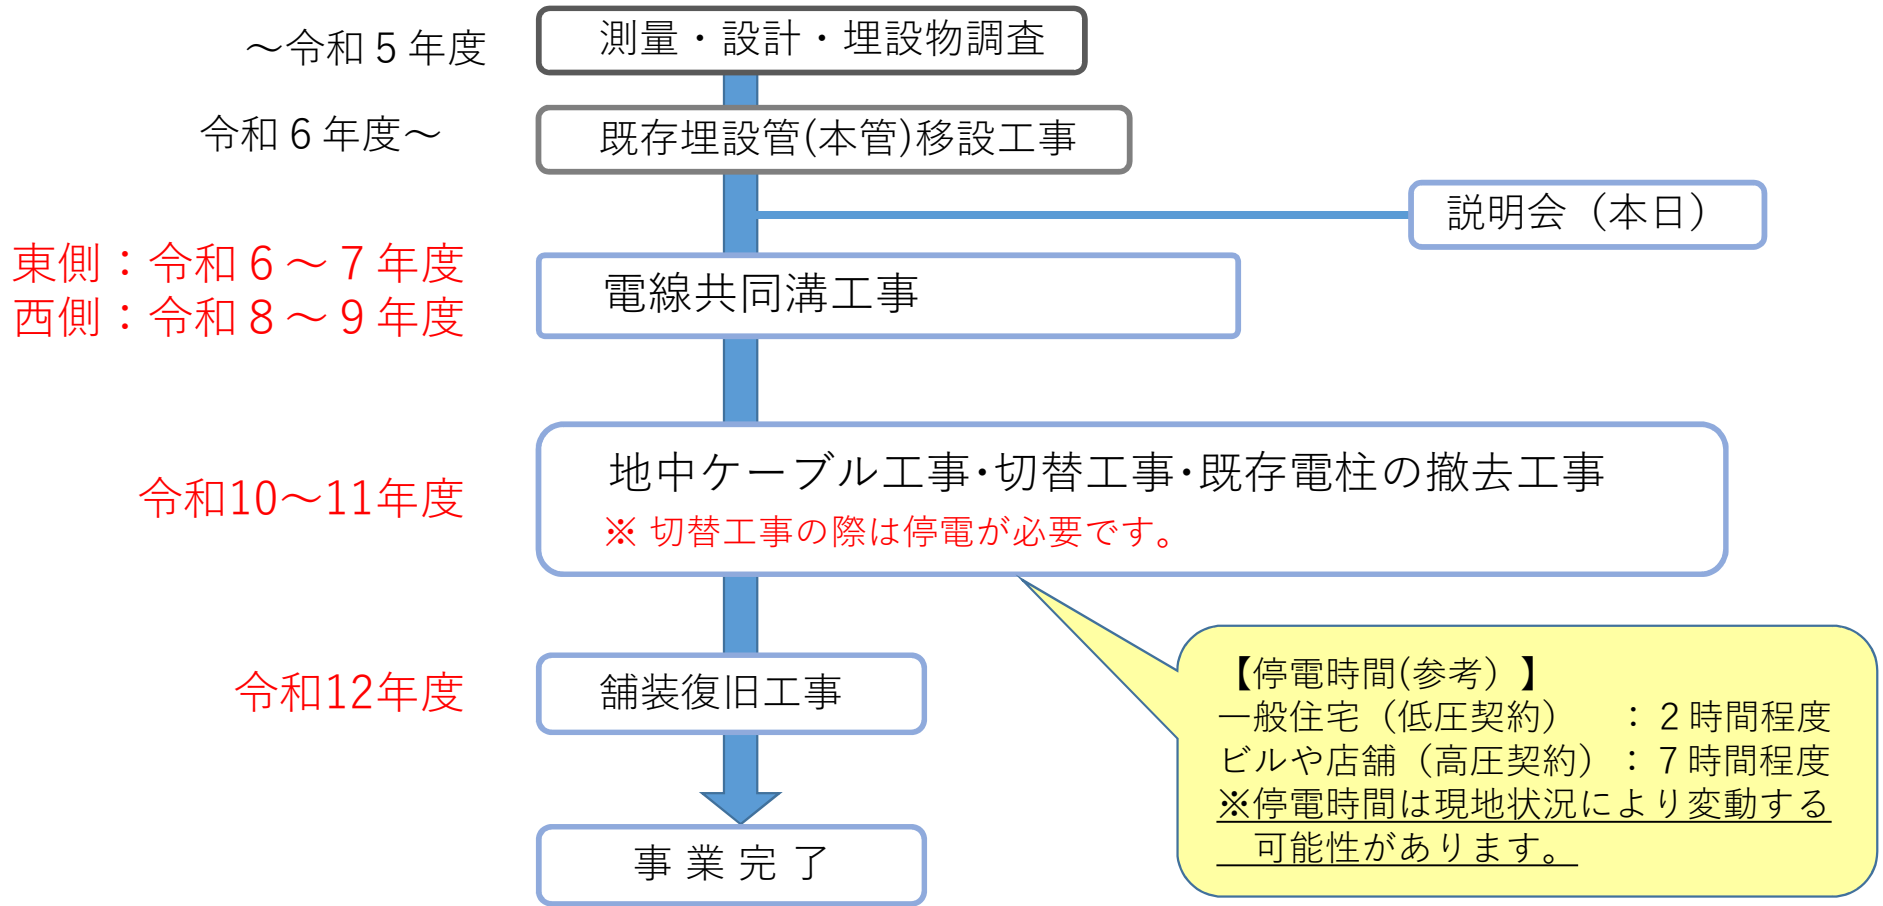 ～令和５年度
測量・設計・埋設物調査
令和６年度～
既存埋設管(本管)移設工事
説明会（本日）
東側：令和６～７年度
西側：令和８～９年度
電線共同溝工事
令和10～11年度
地中ケーブル工事･切替工事･既存電柱の撤去工事
※ 切替工事の際は停電が必要です。
令和12年度
舗装復旧工事
【停電時間(参考）】
一般住宅（低圧契約）　：２時間程度
ビルや店舗（高圧契約）：７時間程度
※停電時間は現地状況により変動する
可能性があります。
事 業 完 了